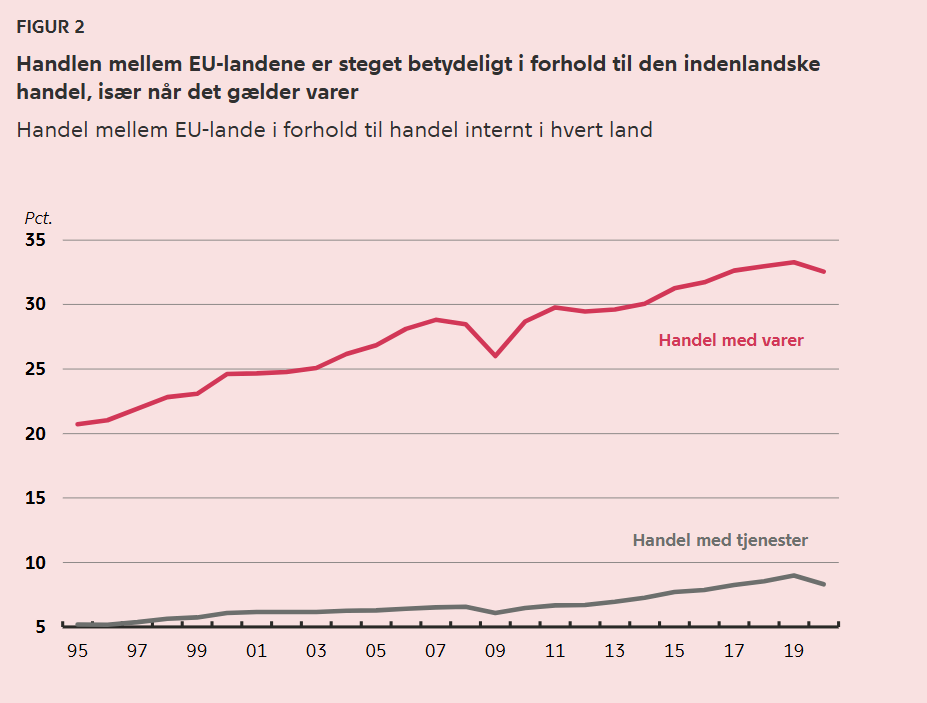 FIGUR 2
Handlen mellem EU-landene er steget betydeligt i forhold til den indenlandske
handel, især når det gælder varer
Handel mellem EU-lande i forhold til handel internt i hvert land
Pct.
35
30
25
20
15
10
5
Handel med varer
Handel med tjenester
95 97 99 01 03 05 07 09 11 13 15 17 19